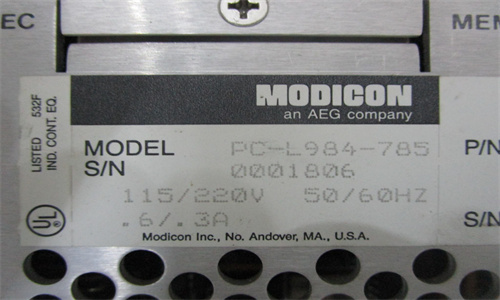 EC
MEM
LISTED 532F
IND. CONT. EQ.
UL
MODICON
an AEG company
MODEL PC-L984-785
S/N 0001806
115/220V 50/60HZ
.6/.3A
Modicon Inc., No. Andover, MA., U.S.A.
P/N
S/N